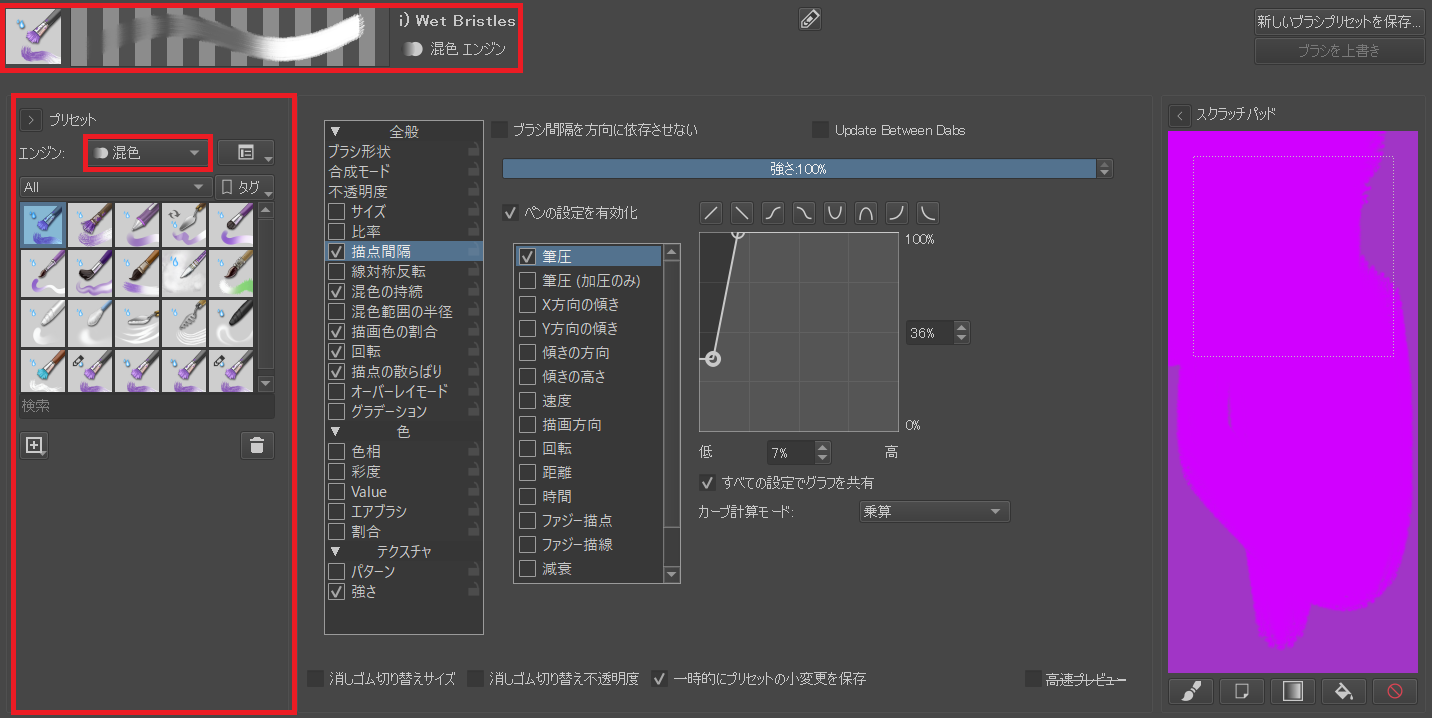 i) Wet Bristles
混色 エンジン
新しいブラシプリセットを保存...
ブラシを上書き
プリセット
エンジン:
混色
All
タグ
検索
全般
ブラシ形状
合成モード
不透明度
サイズ
比率
描点間隔
線対称反転
混色の持続
混色範囲の半径
描画色の割合
回転
描点の散らばり
オーバーレイモード
グラデーション
色
色相
彩度
Value
エアブラシ
割合
テクスチャ
パターン
強さ
ブラシ間隔を方向に依存させない
Update Between Dabs
強さ:100%
ペンの設定を有効化
筆圧
筆圧 (加圧のみ)
X方向の傾き
Y方向の傾き
傾きの方向
傾きの高さ
速度
描画方向
回転
距離
時間
ファジー描点
ファジー描線
減衰
100%
36%
0%
低
7%
高
すべての設定でグラフを共有
カーブ計算モード:
乗算
消しゴム切り替えサイズ
消しゴム切り替え不透明度
一時的にプリセットの小変更を保存
高速プレビュー
スクラッチパッド